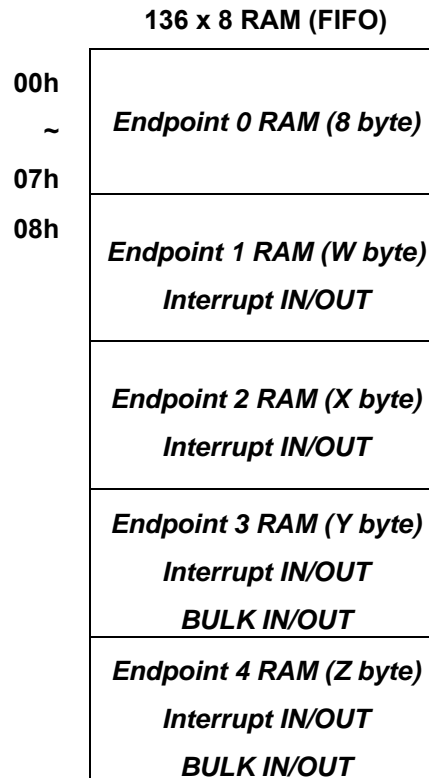 136 x 8 RAM (FIFO)
00h
~
07h
Endpoint 0 RAM (8 byte)
08h
Endpoint 1 RAM (W byte)
Interrupt IN/OUT
Endpoint 2 RAM (X byte)
Interrupt IN/OUT
Endpoint 3 RAM (Y byte)
Interrupt IN/OUT
BULK IN/OUT
Endpoint 4 RAM (Z byte)
Interrupt IN/OUT
BULK IN/OUT